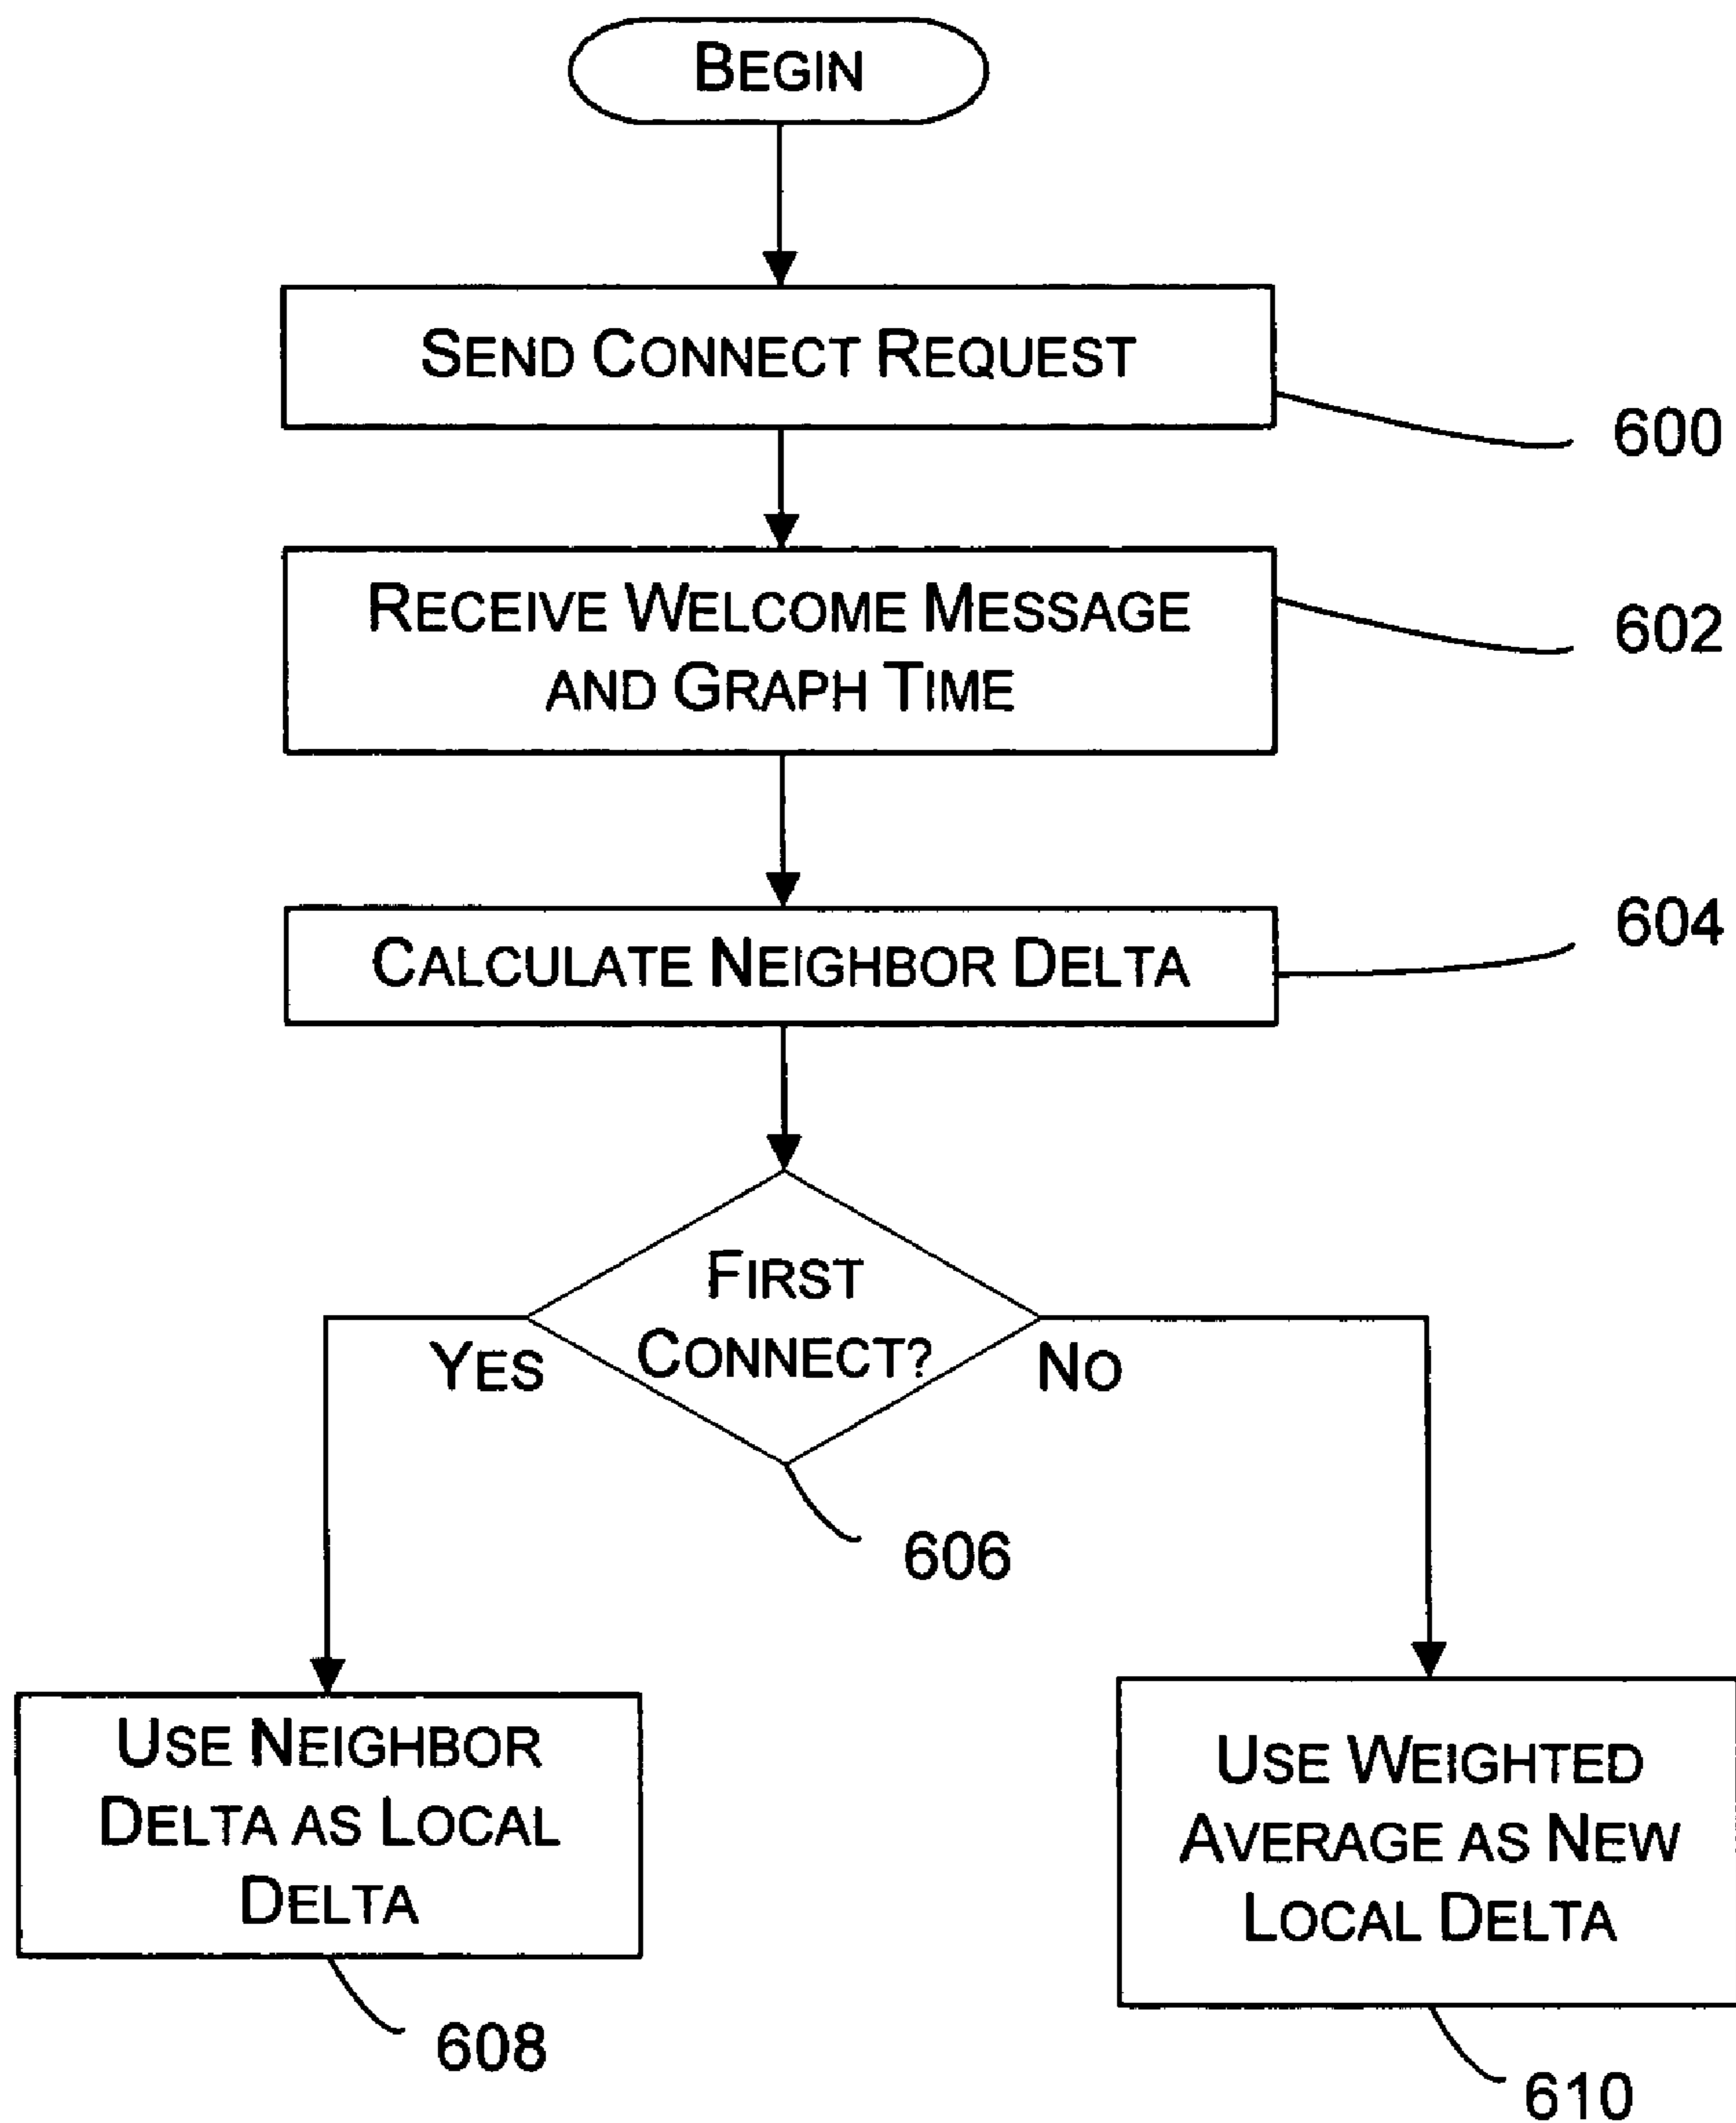 BEGIN
SEND CONNECT REQUEST
600
RECEIVE WELCOME MESSAGE
AND GRAPH TIME
602
CALCULATE NEIGHBOR DELTA
604
FIRST
CONNECT?
YES
NO
606
USE NEIGHBOR
DELTA AS LOCAL
DELTA
608
USE WEIGHTED
AVERAGE AS NEW
LOCAL DELTA
610